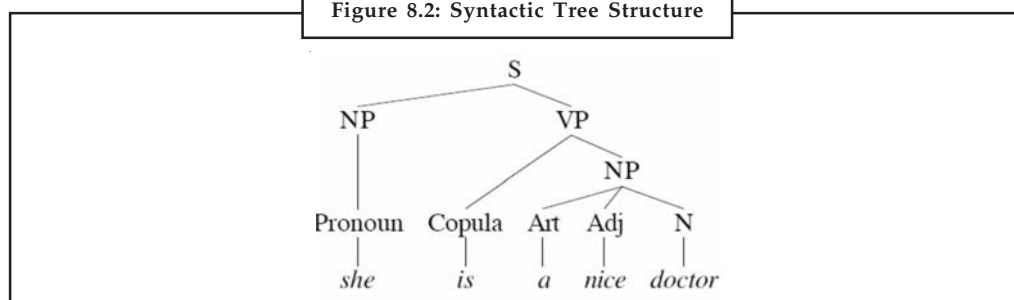 Figure 8.2: Syntactic Tree Structure
S
NP VP
NP
Pronoun Copula Art Adj N
she is a nice doctor